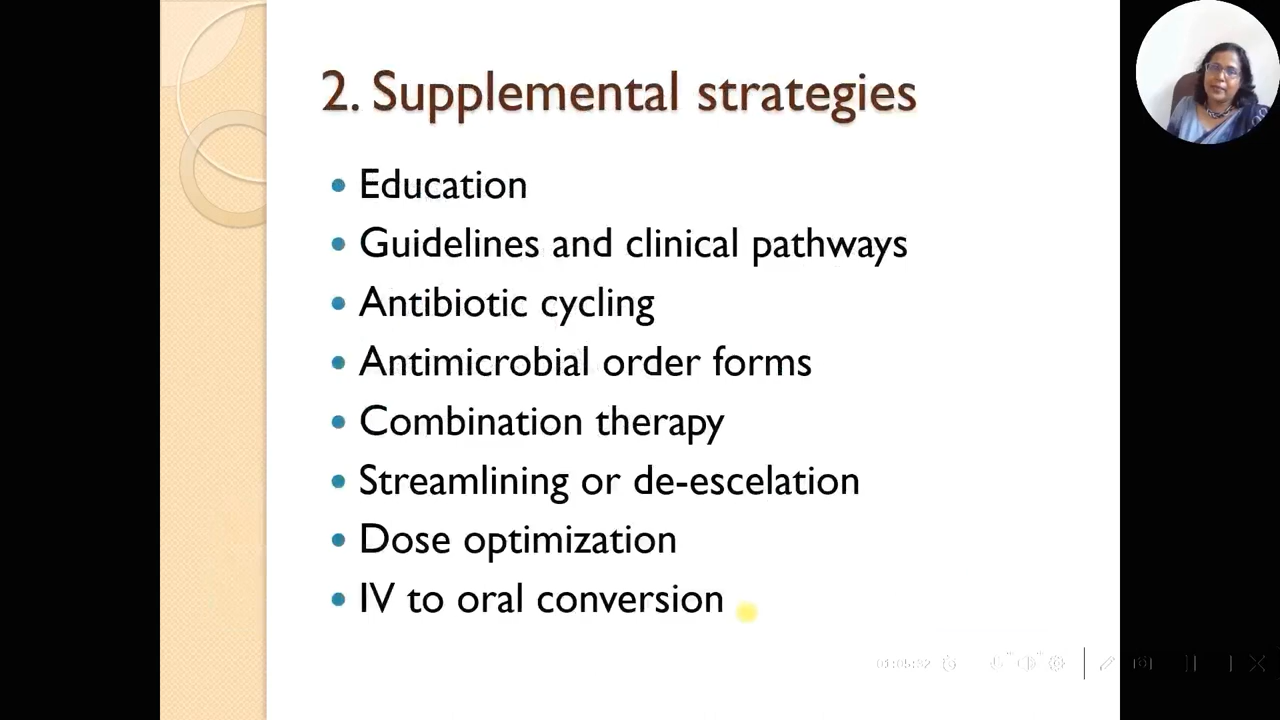 2. Supplemental strategies
• Education
• Guidelines and clinical pathways
• Antibiotic cycling
• Antimicrobial order forms
• Combination therapy
• Streamlining or de-escelation
• Dose optimization
• IV to oral conversion